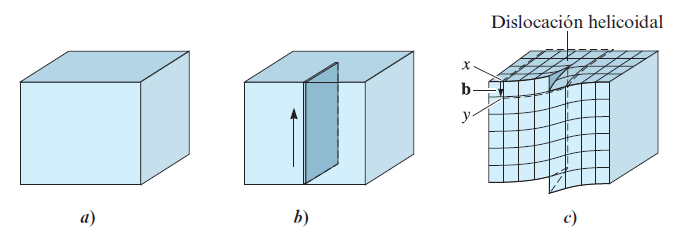 Dislocación helicoidal
x
b
y
a)
b)
c)